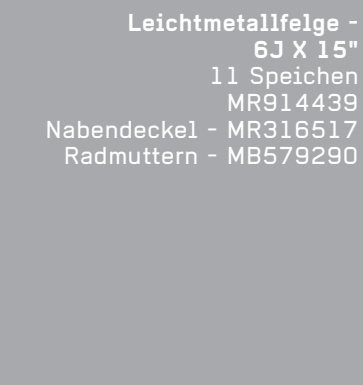 Leichtmetallfelge -
6J X 15"
11 Speichen
MR914439
Nabendeckel - MR316517
Radmuttern - MB579290